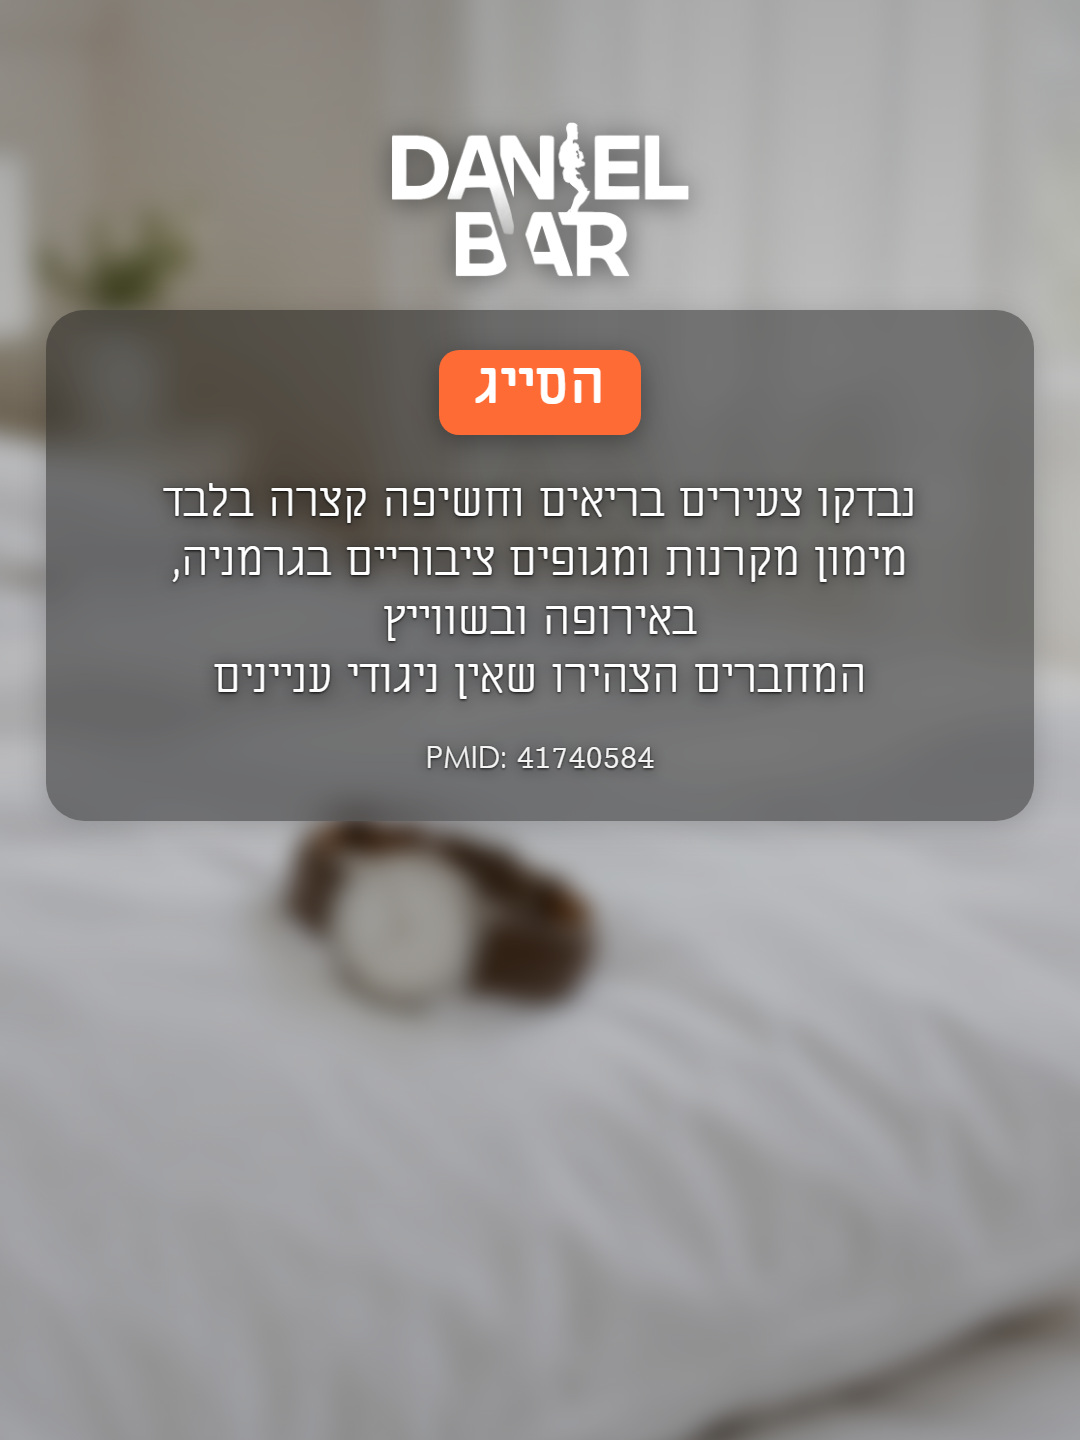 DANIEL
BAR
הסייג
נבדקו צעירים בריאים וחשיפה קצרה בלבד
מימון מקרנות ומגופים ציבוריים בגרמניה,
באירופה ובשווייץ
המחברים הצהירו שאין ניגודי עניינים
PMID: 41740584